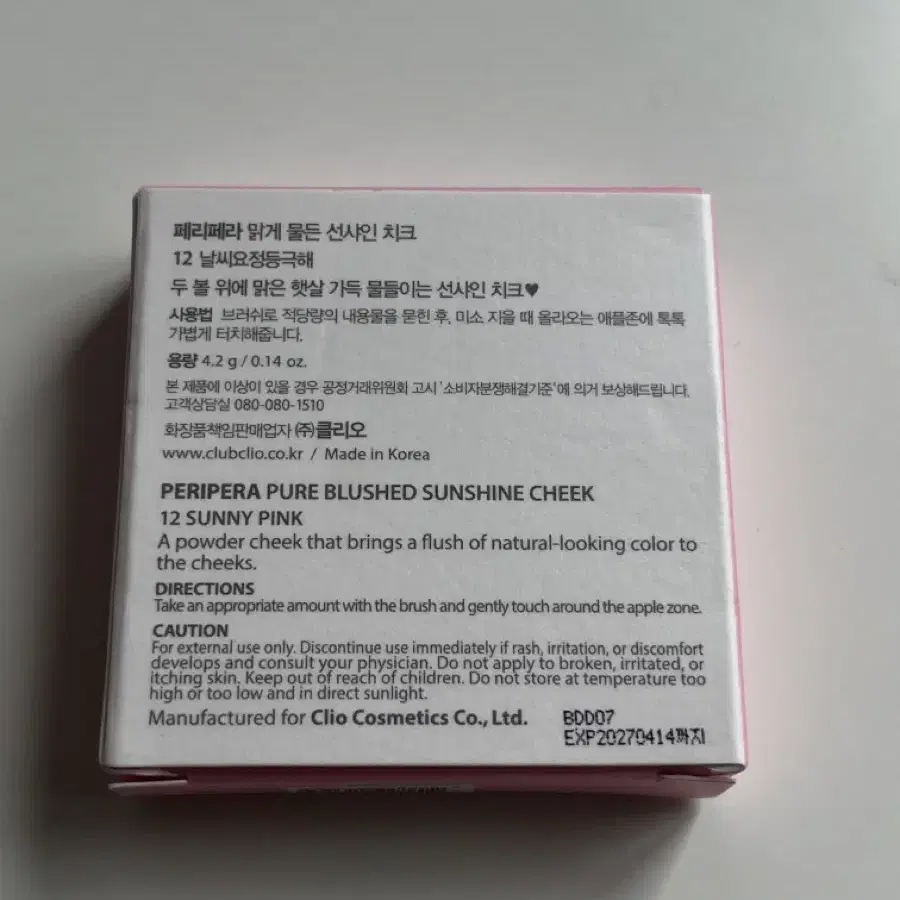 페리페라 맑게 물든 선샤인 치크
12 날씨요정등극해
두 볼 위에 맑은 햇살 가득 물들이는 선샤인 치크♥
사용법 브러쉬로 적당량의 내용물을 묻힌 후, 미소 지을 때 올라오는 애플존에 톡톡
가볍게 터치해줍니다.
용량 4.2 g / 0.14 oz.
본 제품에 이상이 있을 경우 공정거래위원회 고시 '소비자분쟁해결기준'에 의거 보상해드립니다.
고객상담실 080-080-1510
화장품책임판매업자 ㈜클리오
www.clubclio.co.kr / Made in Korea
PERIPERA PURE BLUSHED SUNSHINE CHEEK
12 SUNNY PINK
A powder cheek that brings a flush of natural-looking color to
the cheeks.
DIRECTIONS
Take an appropriate amount with the brush and gently touch around the apple zone.
CAUTION
For external use only. Discontinue use immediately if rash, irritation, or discomfort
develops and consult your physician. Do not apply to broken, irritated, or
itching skin. Keep out of reach of children. Do not store at temperature too
high or too low and in direct sunlight.
Manufactured for Clio Cosmetics Co., Ltd.
BDD07
EXP20270414까지